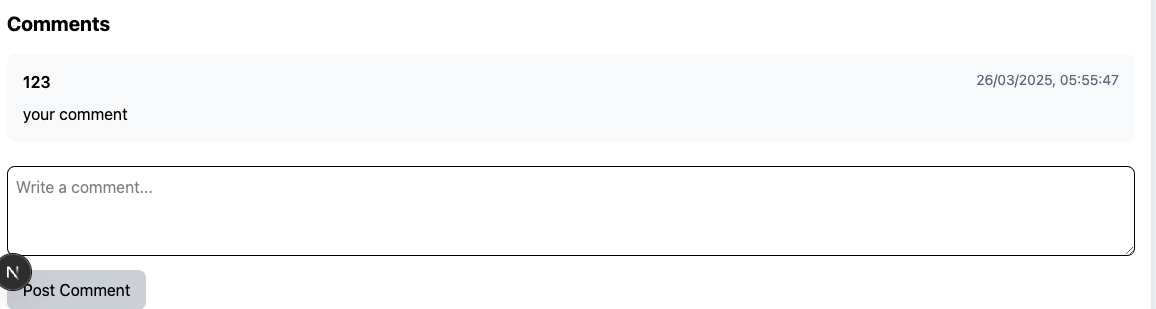 Comments
123
26/03/2025, 05:55:47
your comment
Write a comment...
N
Post Comment